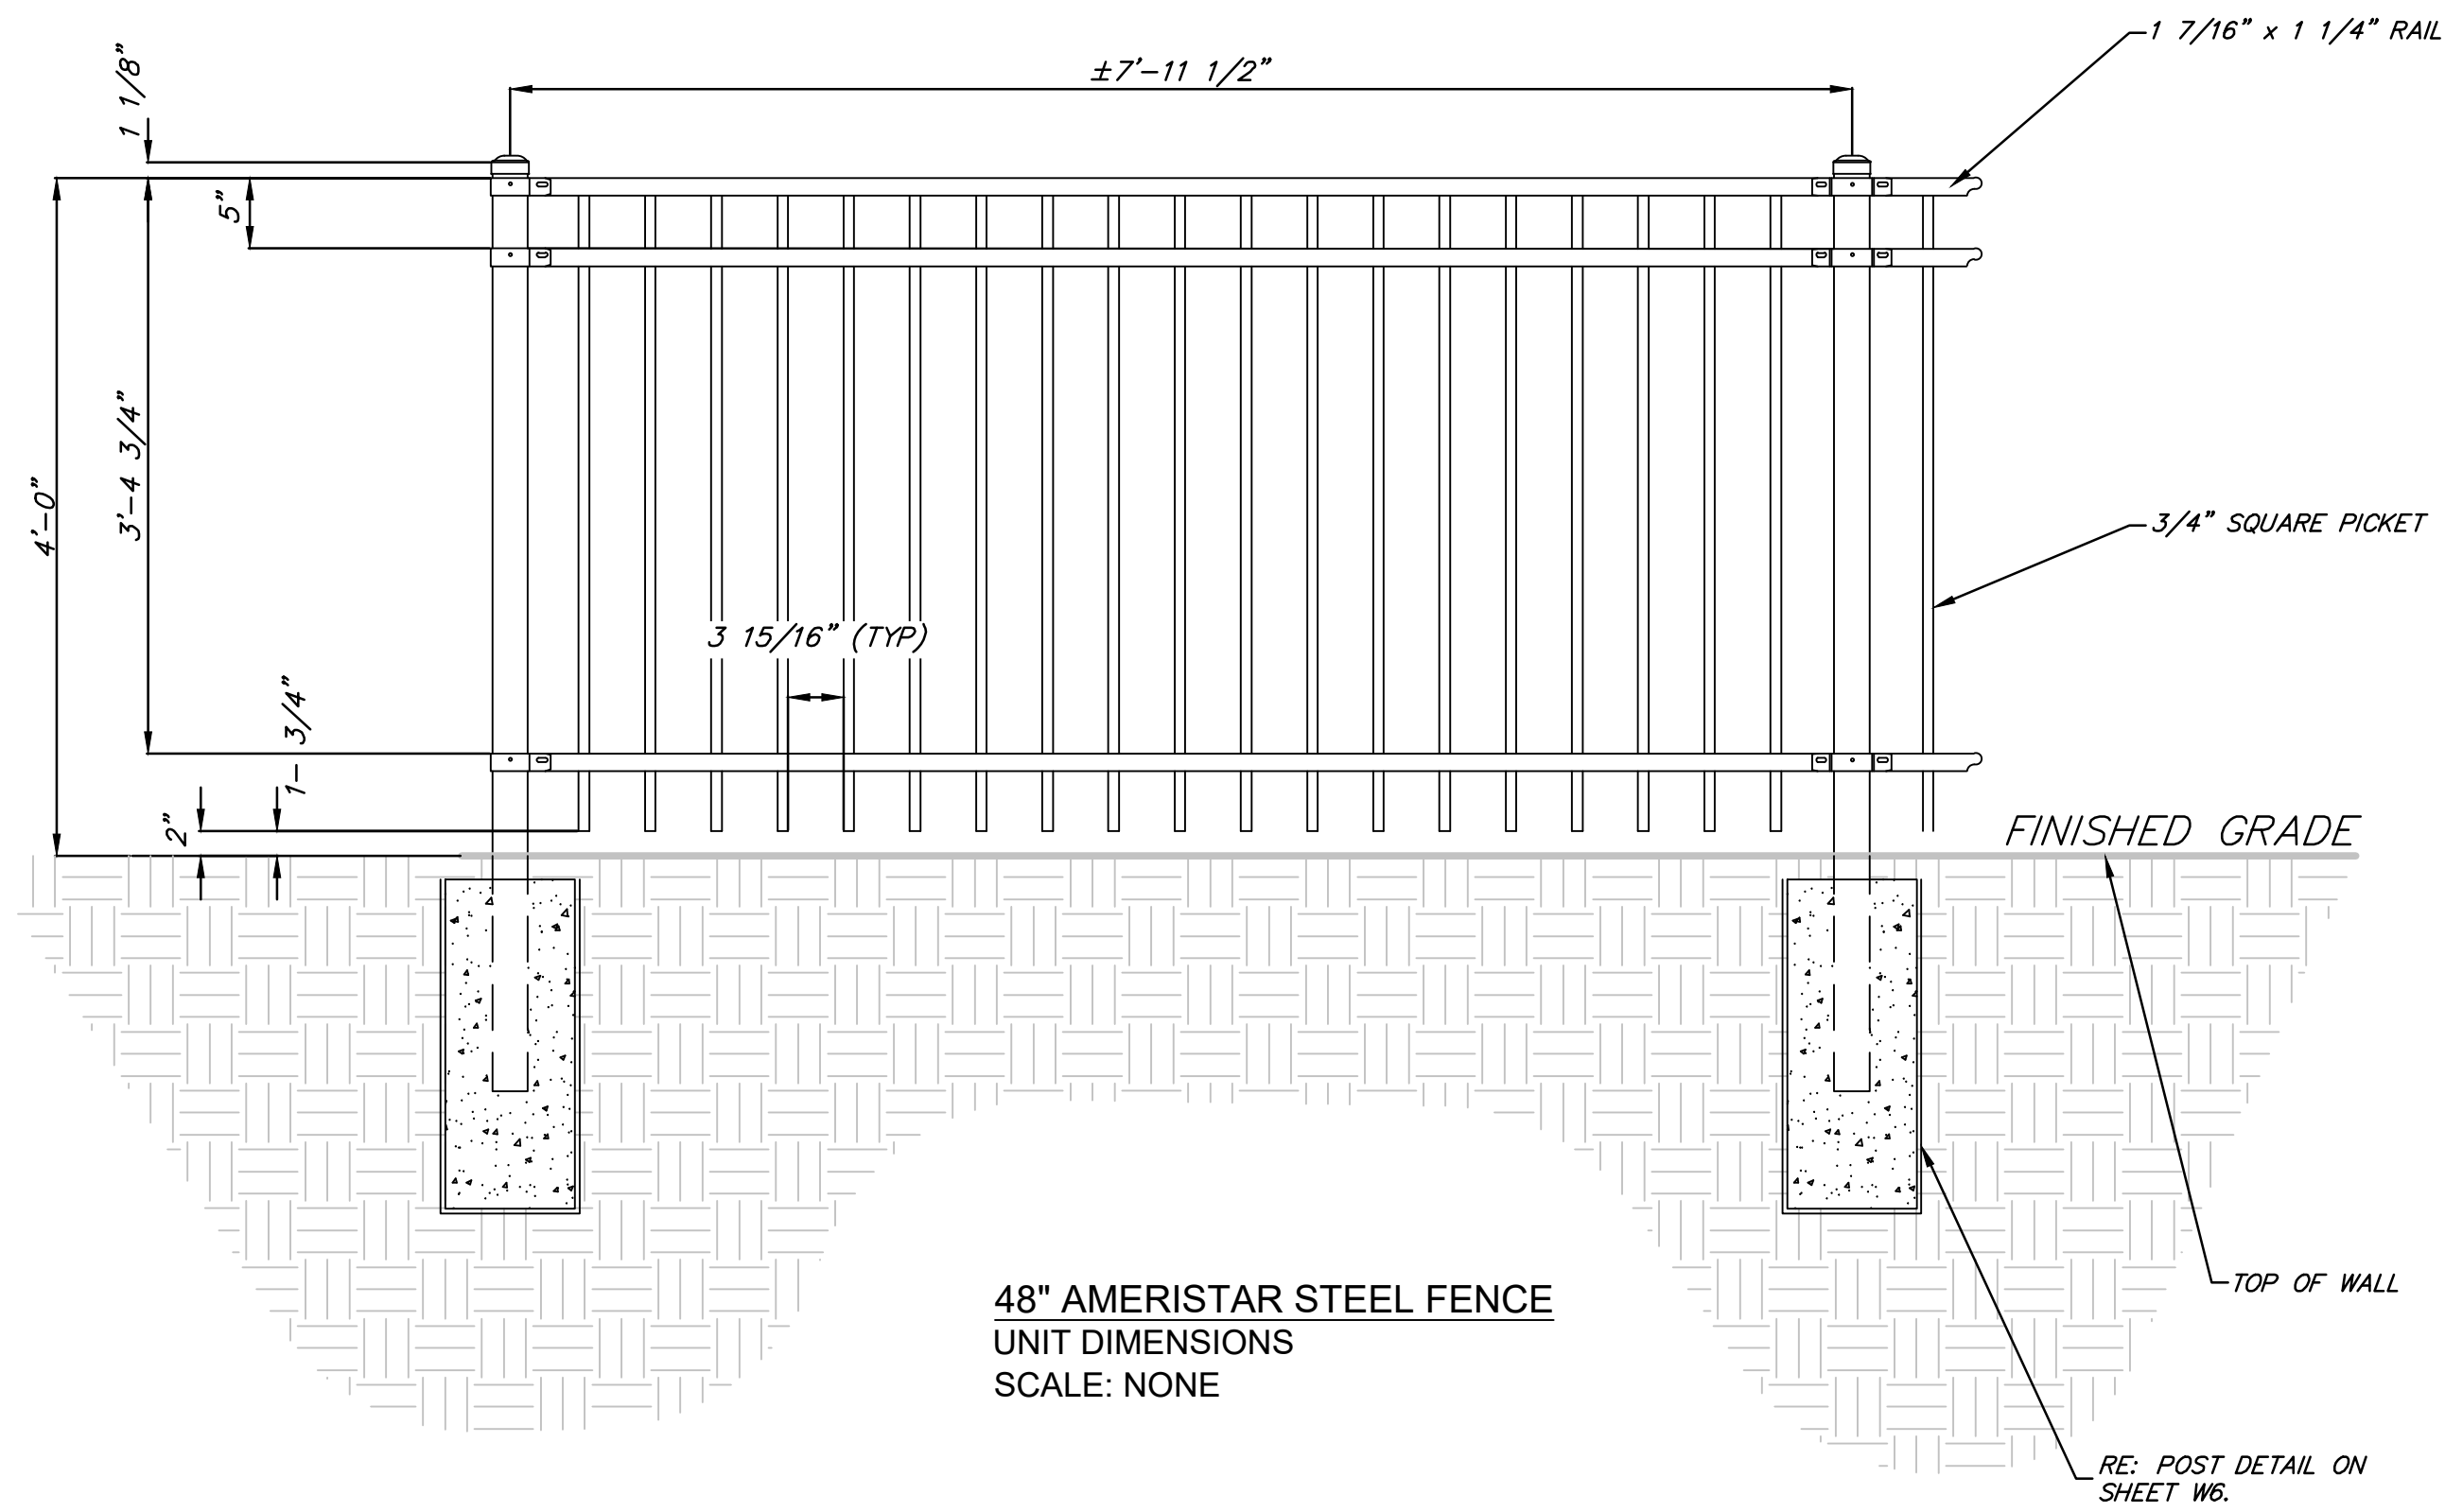 1 7/16" x 1 1/4" RAIL
±7'-11 1/2"
1 1/8"
5"
4'-0"
3'-4 3/4"
3/4" SQUARE PICKET
3 15/16" (TYP)
1- 3/4"
2"
FINISHED GRADE
TOP OF WALL
48" AMERISTAR STEEL FENCE
UNIT DIMENSIONS
SCALE: NONE
RE: POST DETAIL ON
SHEET W6.